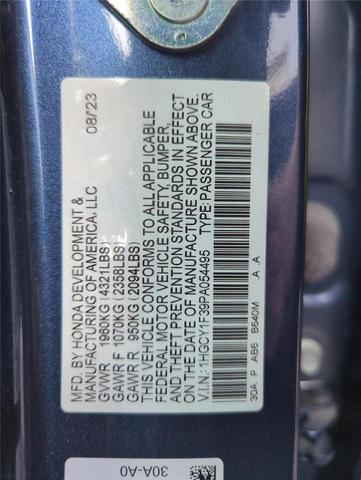 MFD. BY HONDA DEVELOPMENT & 08/23
MANUFACTURING OF AMERICA, LLC
GVWR 1960KG (4321LBS)
GAWR F 1070KG (2358LBS)
GAWR R 950KG (2094LBS)
THIS VEHICLE CONFORMS TO ALL APPLICABLE
FEDERAL MOTOR VEHICLE SAFETY, BUMPER,
AND THEFT PREVENTION STANDARDS IN EFFECT
ON THE DATE OF MANUFACTURE SHOWN ABOVE.
V.I.N.: 1HGCY1F39PA054495 TYPE: PASSENGER CAR
30A P AB6 B640M A A
30A-A0